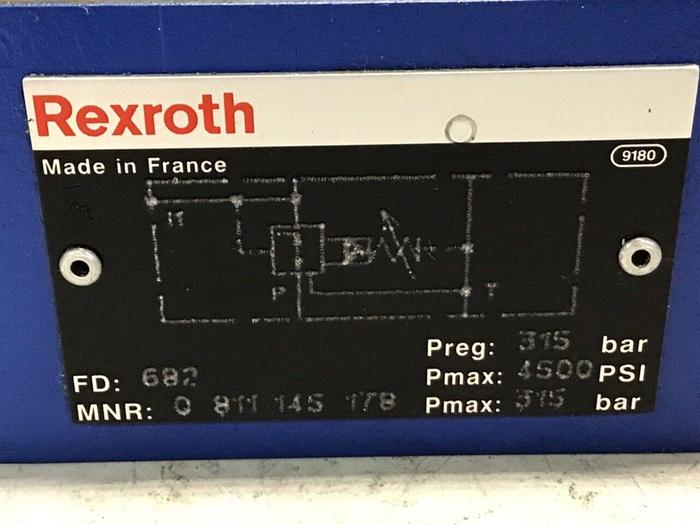 Rexroth
Made in France
9180
P
T
Preg: 315 bar
FD: 682
Pmax: 4500 PSI
MNR: 0 811 145 178
Pmax: 315 bar